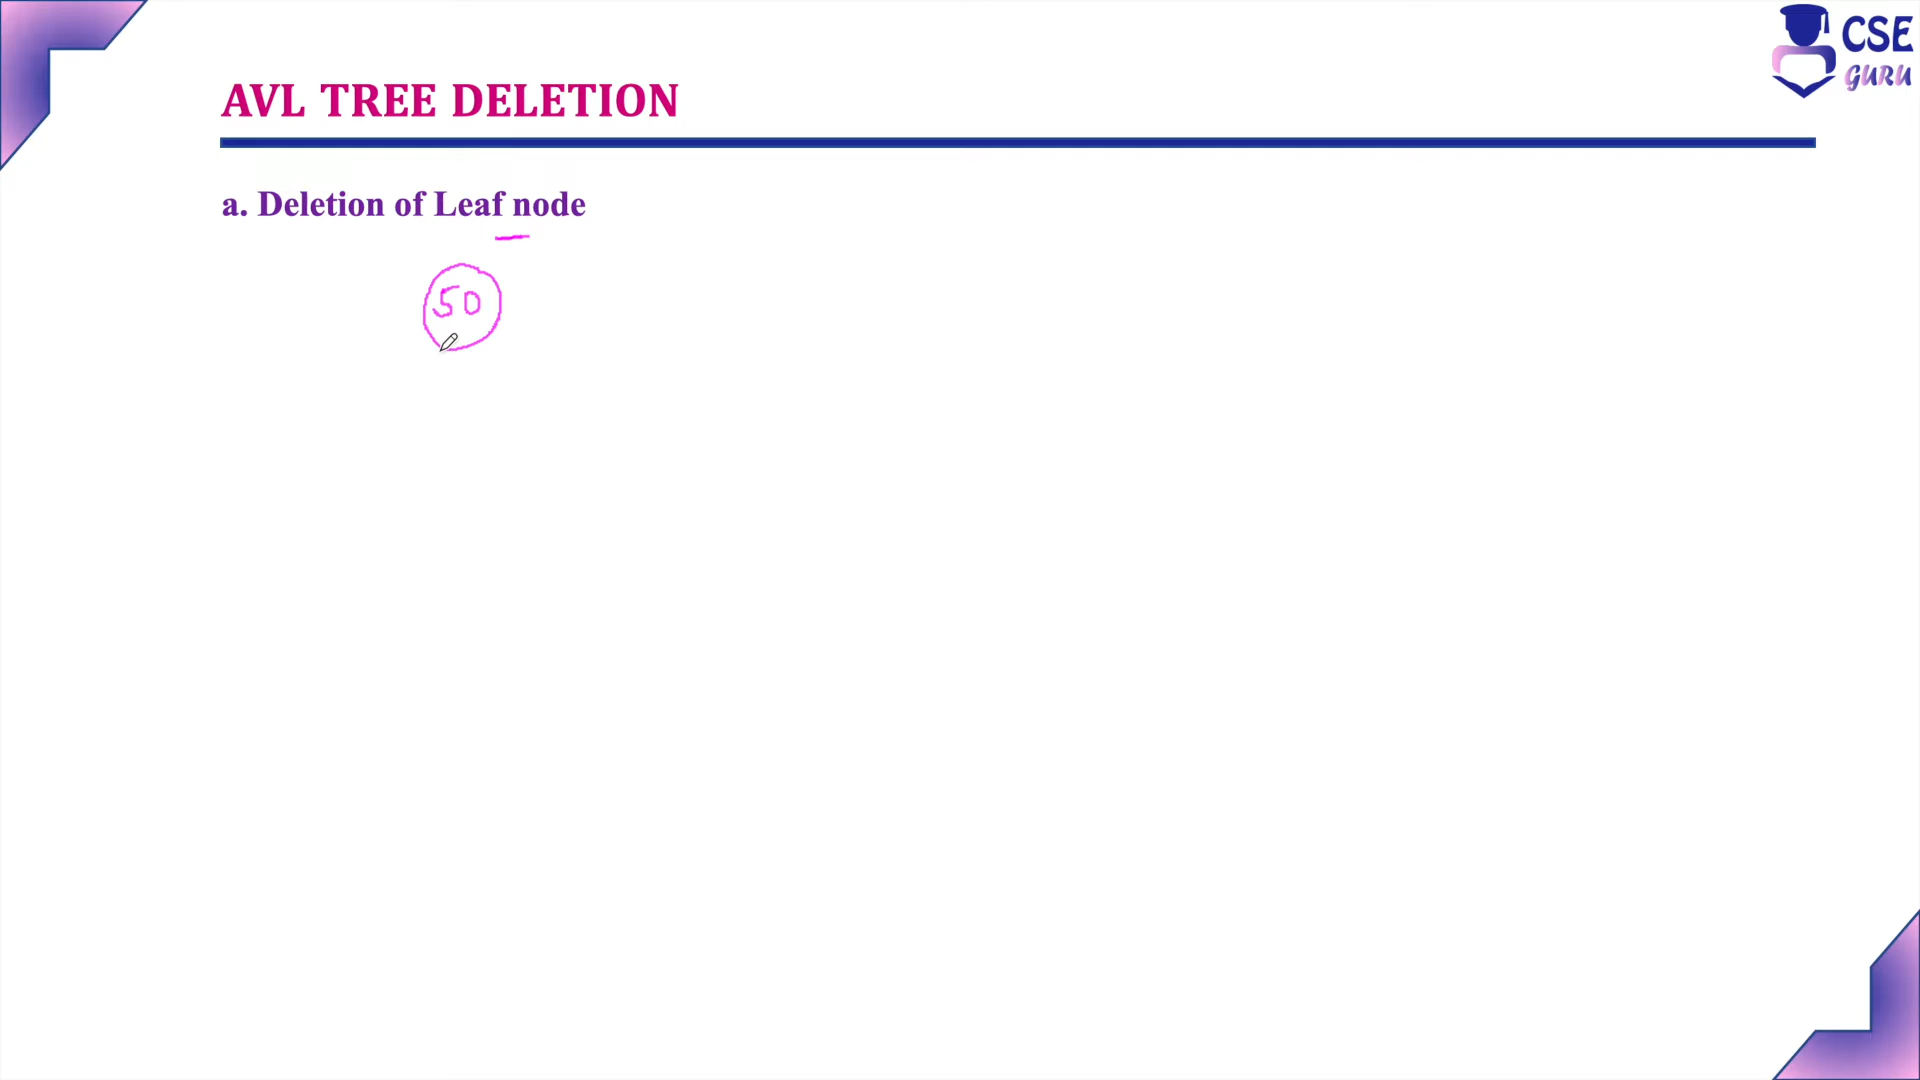 CSE
GURU
AVL TREE DELETION
a. Deletion of Leaf node
50